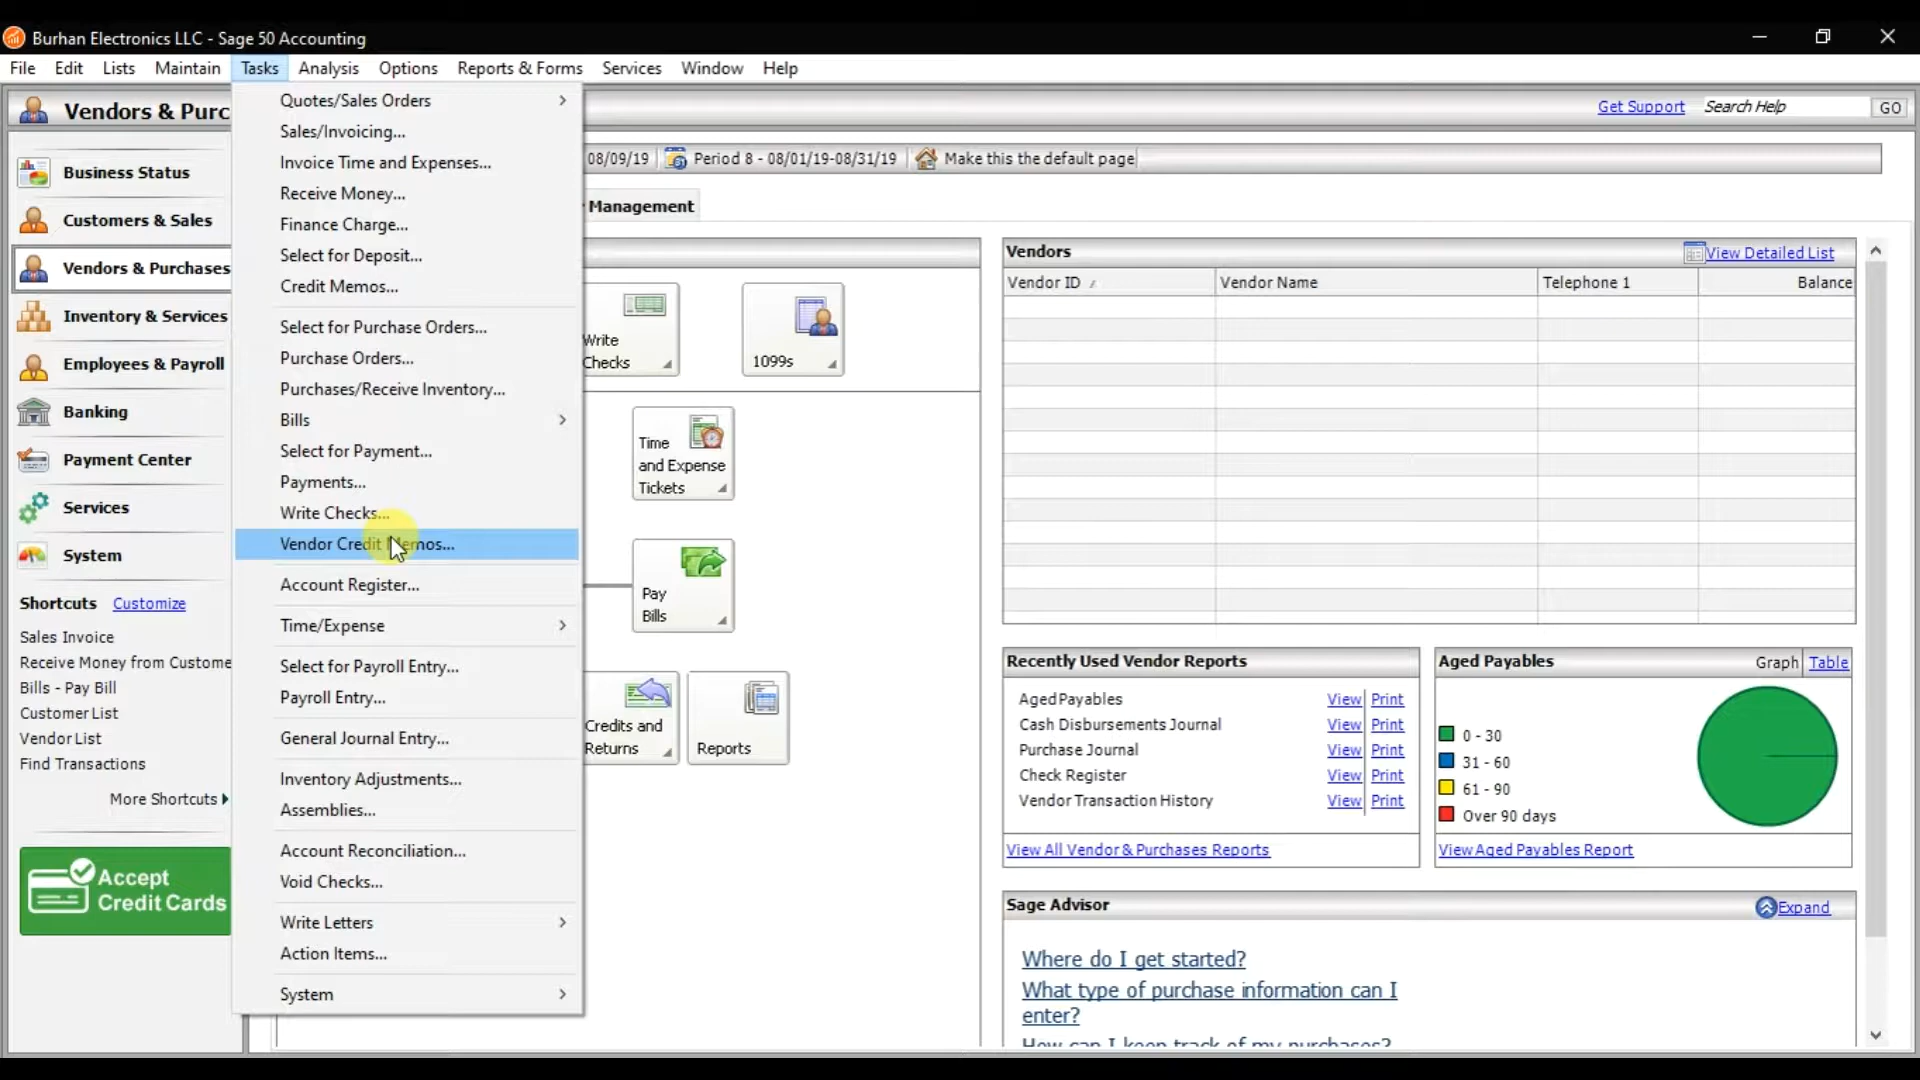 Burhan Electronics LLC - Sage 50 Accounting
File Edit Lists Maintain Tasks Analysis Options Reports & Forms Services Window Help
Vendors & Purc
Get Support Search Help GO
08/09/19 Period 8 - 08/01/19-08/31/19 Make this the default page
Management
Business Status
Customers & Sales
Vendors & Purchases
Inventory & Services
Employees & Payroll
Banking
Payment Center
Services
System
Shortcuts Customize
Sales Invoice
Receive Money from Custome
Bills - Pay Bill
Customer List
Vendor List
Find Transactions
More Shortcuts
Accept
Credit Cards
Quotes/Sales Orders
Sales/Invoicing...
Invoice Time and Expenses...
Receive Money...
Finance Charge...
Select for Deposit...
Credit Memos...
Select for Purchase Orders...
Purchase Orders...
Purchases/Receive Inventory...
Bills
Select for Payment...
Payments...
Write Checks...
Vendor Credit Memos...
Account Register...
Time/Expense
Select for Payroll Entry...
Payroll Entry...
General Journal Entry...
Inventory Adjustments...
Assemblies...
Account Reconciliation...
Void Checks...
Write Letters
Action Items...
System
Write
Checks
1099s
Time
and Expense
Tickets
Pay
Bills
Credits and
Returns
Reports
Vendors View Detailed List
Vendor ID Vendor Name Telephone 1 Balance
Recently Used Vendor Reports
Aged Payables View Print
Cash Disbursements Journal View Print
Purchase Journal View Print
Check Register View Print
Vendor Transaction History View Print
View All Vendor & Purchases Reports
Aged Payables Graph Table
0 - 30
31 - 60
61 - 90
Over 90 days
View Aged Payables Report
Sage Advisor Expand
Where do I get started?
What type of purchase information can I
enter?
How can I keep track of my purchases?